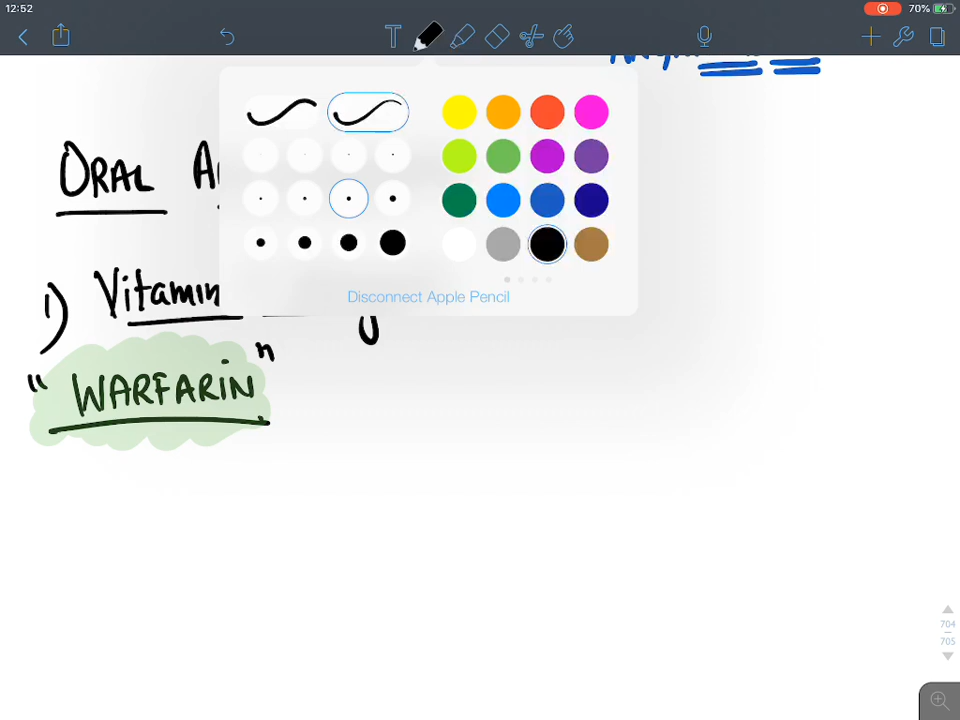 12:52
70%
T
ORAL A
1) Vitamin
" WARFARIN "
Disconnect Apple Pencil
704
705